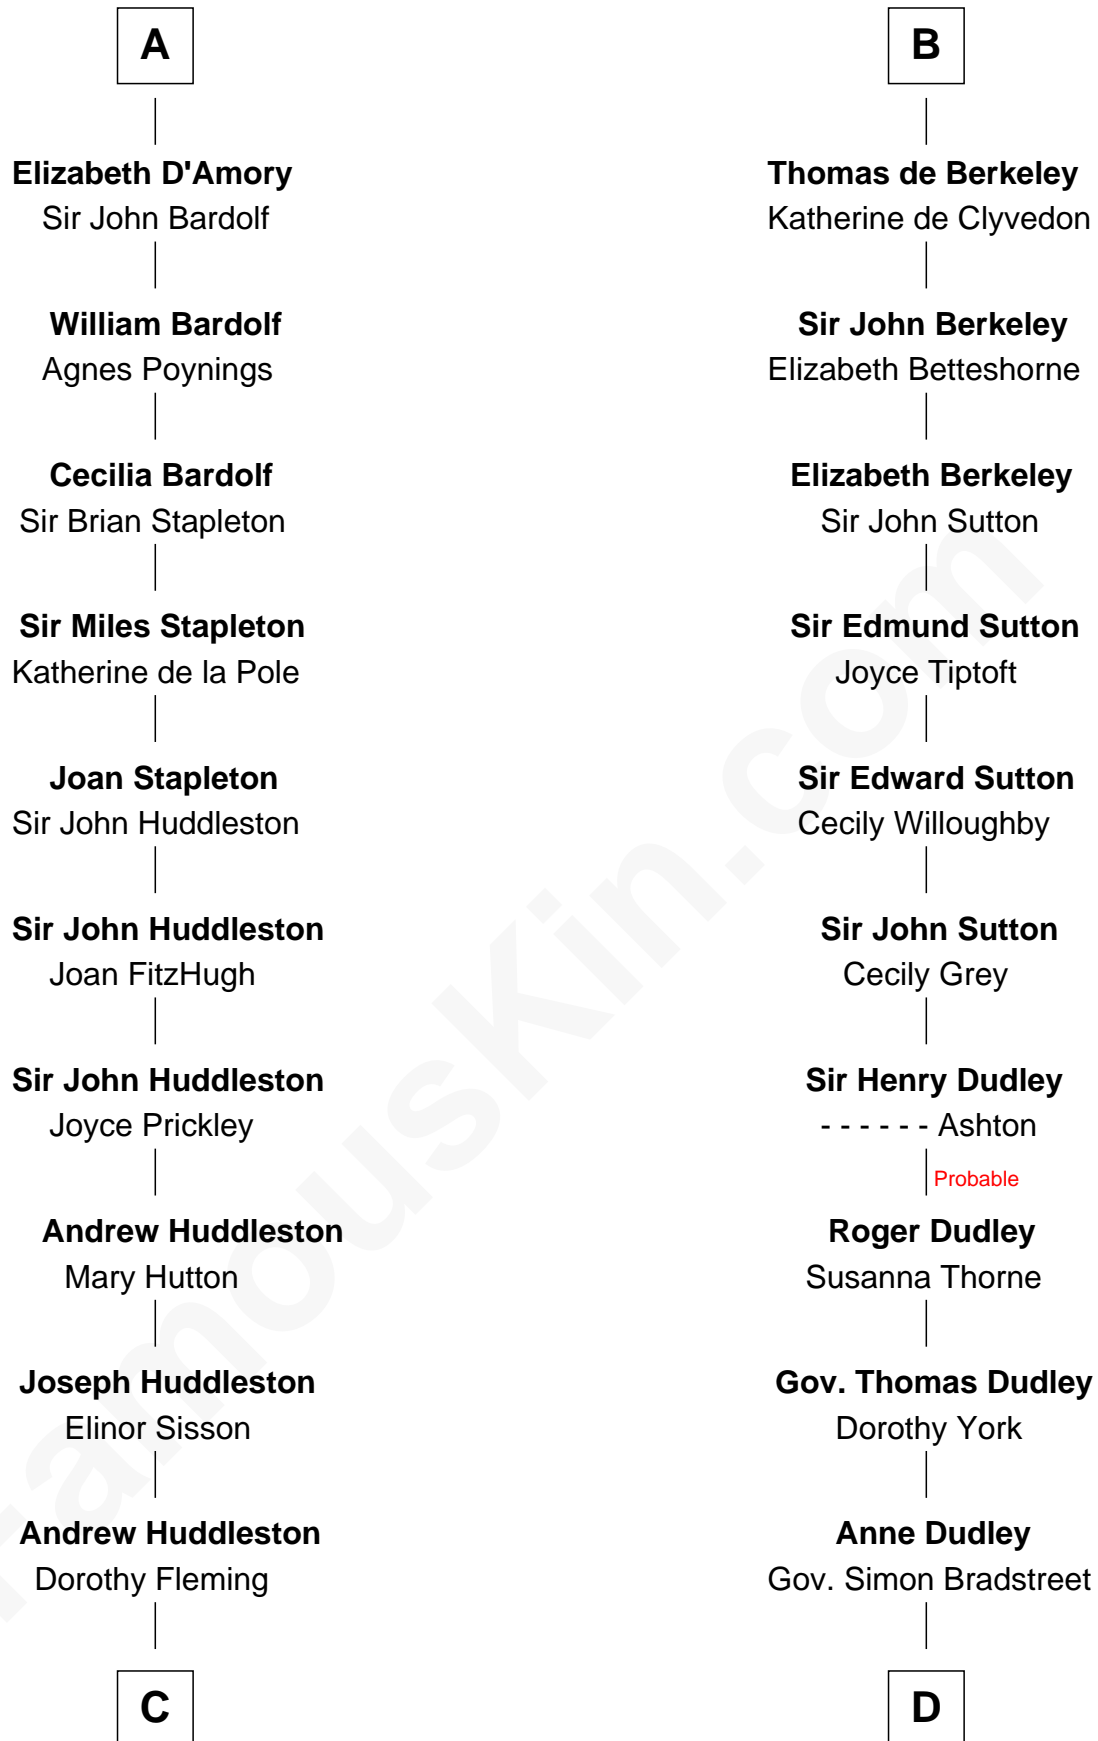 A
Elizabeth D'Amory
Sir John Bardolf
William Bardolf
Agnes Poynings
Cecilia Bardolf
Sir Brian Stapleton
Sir Miles Stapleton
Katherine de la Pole
Joan Stapleton
Sir John Huddleston
Sir John Huddleston
Joan FitzHugh
Sir John Huddleston
Joyce Prickley
Andrew Huddleston
Mary Hutton
Joseph Huddleston
Elinor Sisson
Andrew Huddleston
Dorothy Fleming
C
B
Thomas de Berkeley
Katherine de Clyvedon
Sir John Berkeley
Elizabeth Betteshorne
Elizabeth Berkeley
Sir John Sutton
Sir Edmund Sutton
Joyce Tiptoft
Sir Edward Sutton
Cecily Willoughby
Sir John Sutton
Cecily Grey
Sir Henry Dudley
- - - - - - Ashton
Probable
Roger Dudley
Susanna Thorne
Gov. Thomas Dudley
Dorothy York
Anne Dudley
Gov. Simon Bradstreet
D
FamousKin.com